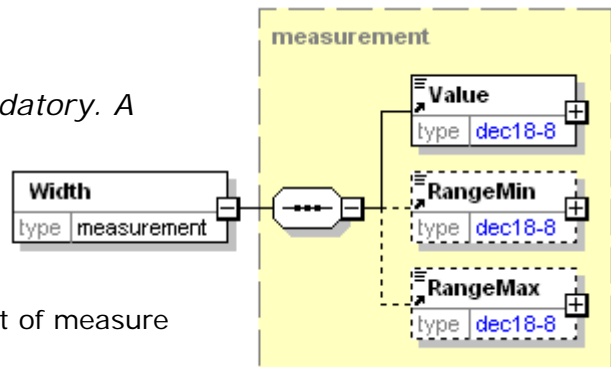 measurement
datory. A
Value
type dec18-8
Width
type measurement
RangeMin
type dec18-8
RangeMax
type dec18-8
t of measure